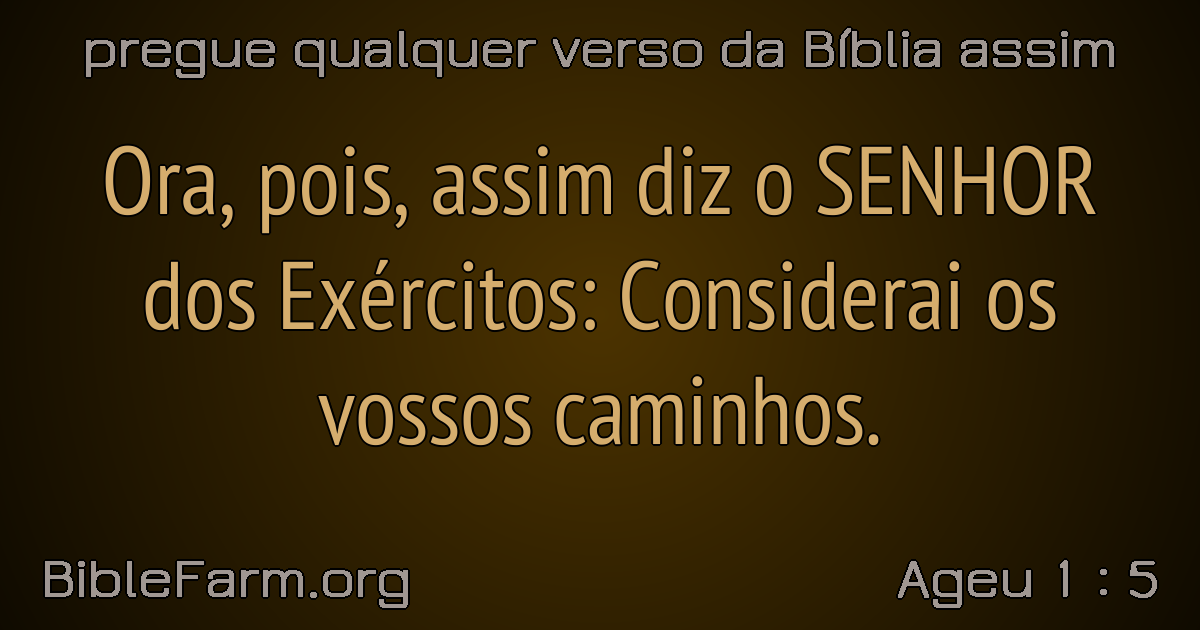 pregue qualquer verso da Bíblia assim
Ora, pois, assim diz o SENHOR
dos Exércitos: Considerai os
vossos caminhos.
BibleFarm.org
Ageu 1 : 5